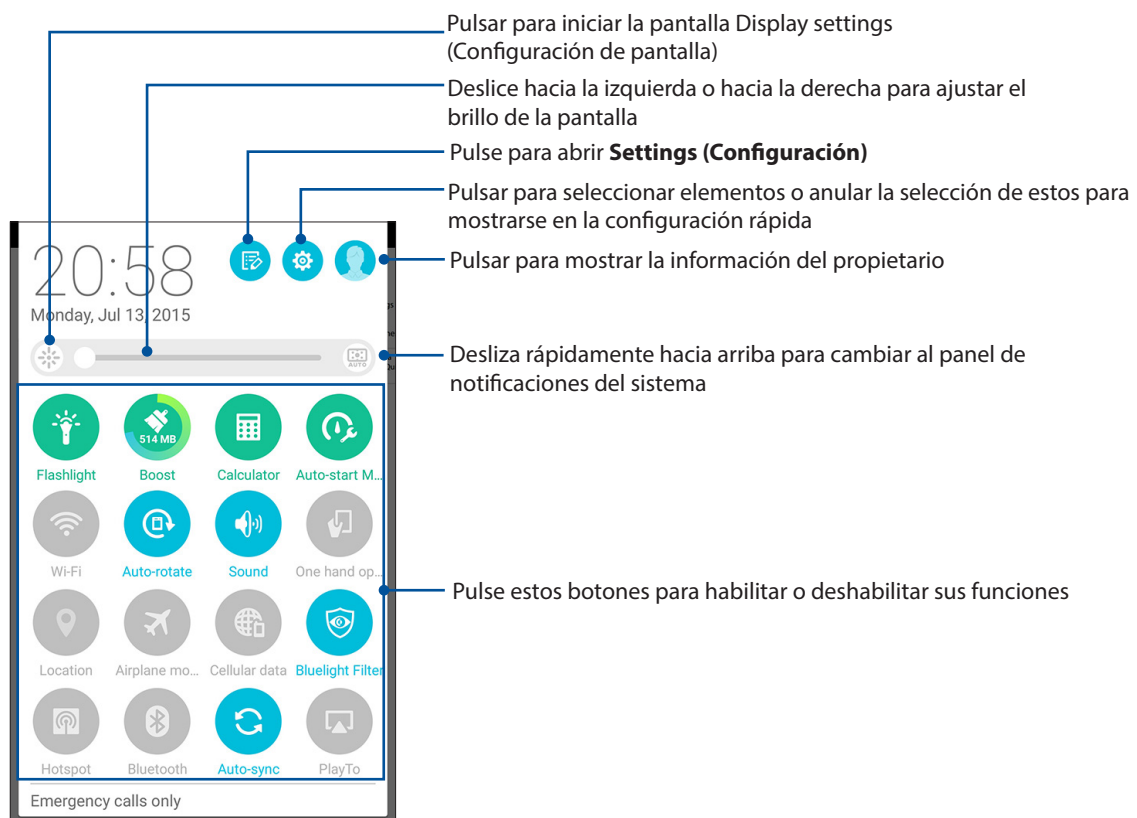 Pulsar para iniciar la pantalla Display settings
(Configuración de pantalla)
Deslice hacia la izquierda o hacia la derecha para ajustar el
brillo de la pantalla
Pulse para abrir Settings (Configuración)
Pulsar para seleccionar elementos o anular la selección de estos para
mostrarse en la configuración rápida
Pulsar para mostrar la información del propietario
20:58
Monday, Jul 13, 2015
AUTO
Desliza rápidamente hacia arriba para cambiar al panel de
notificaciones del sistema
514 MB
Flashlight Boost Calculator Auto-start M...
Wi-Fi Auto-rotate Sound One hand op...
Pulse estos botones para habilitar o deshabilitar sus funciones
Location Airplane mo... Cellular data Bluelight Filter
Hotspot Bluetooth Auto-sync PlayTo
Emergency calls only